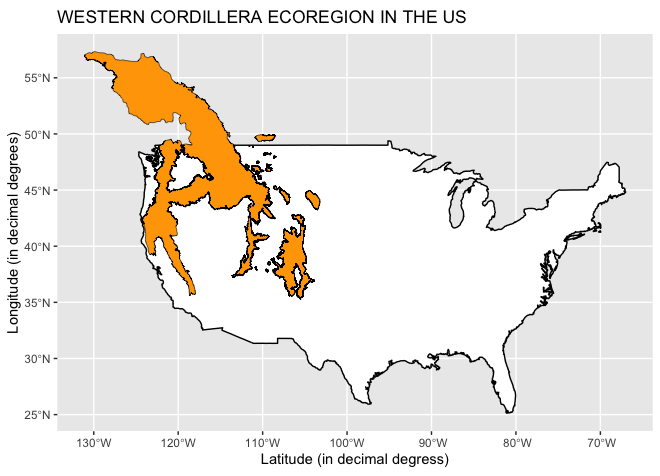 WESTERN CORDILLERA ECOREGION IN THE US
55°N
50°N
45°N
40°N
35°N
30°N
25°N
Longitude (in decimal degrees)
130°W 120°W 110°W 100°W 90°W 80°W 70°W
Latitude (in decimal degress)